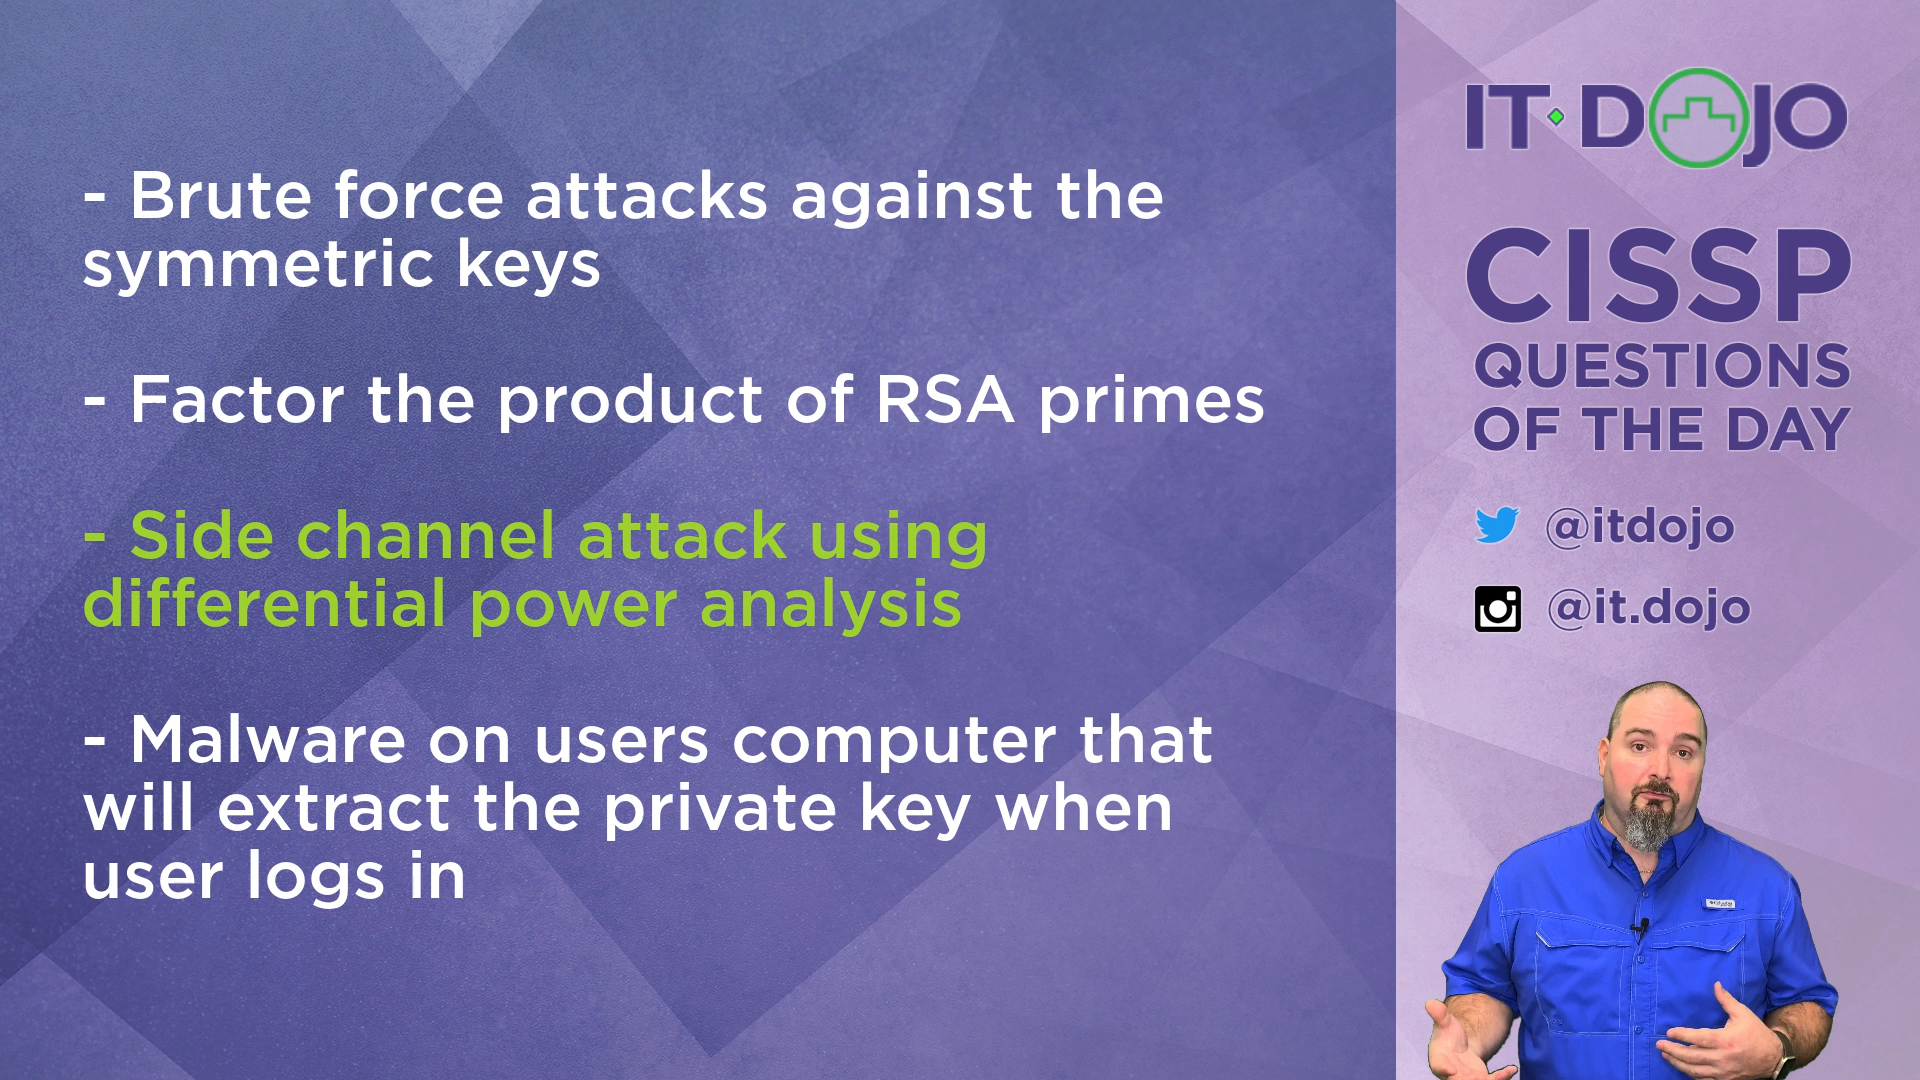 - Brute force attacks against the
symmetric keys
- Factor the product of RSA primes
- Side channel attack using
differential power analysis
- Malware on users computer that
will extract the private key when
user logs in
IT DOJO
CISSP
QUESTIONS
OF THE DAY
@itdojo
@it.dojo